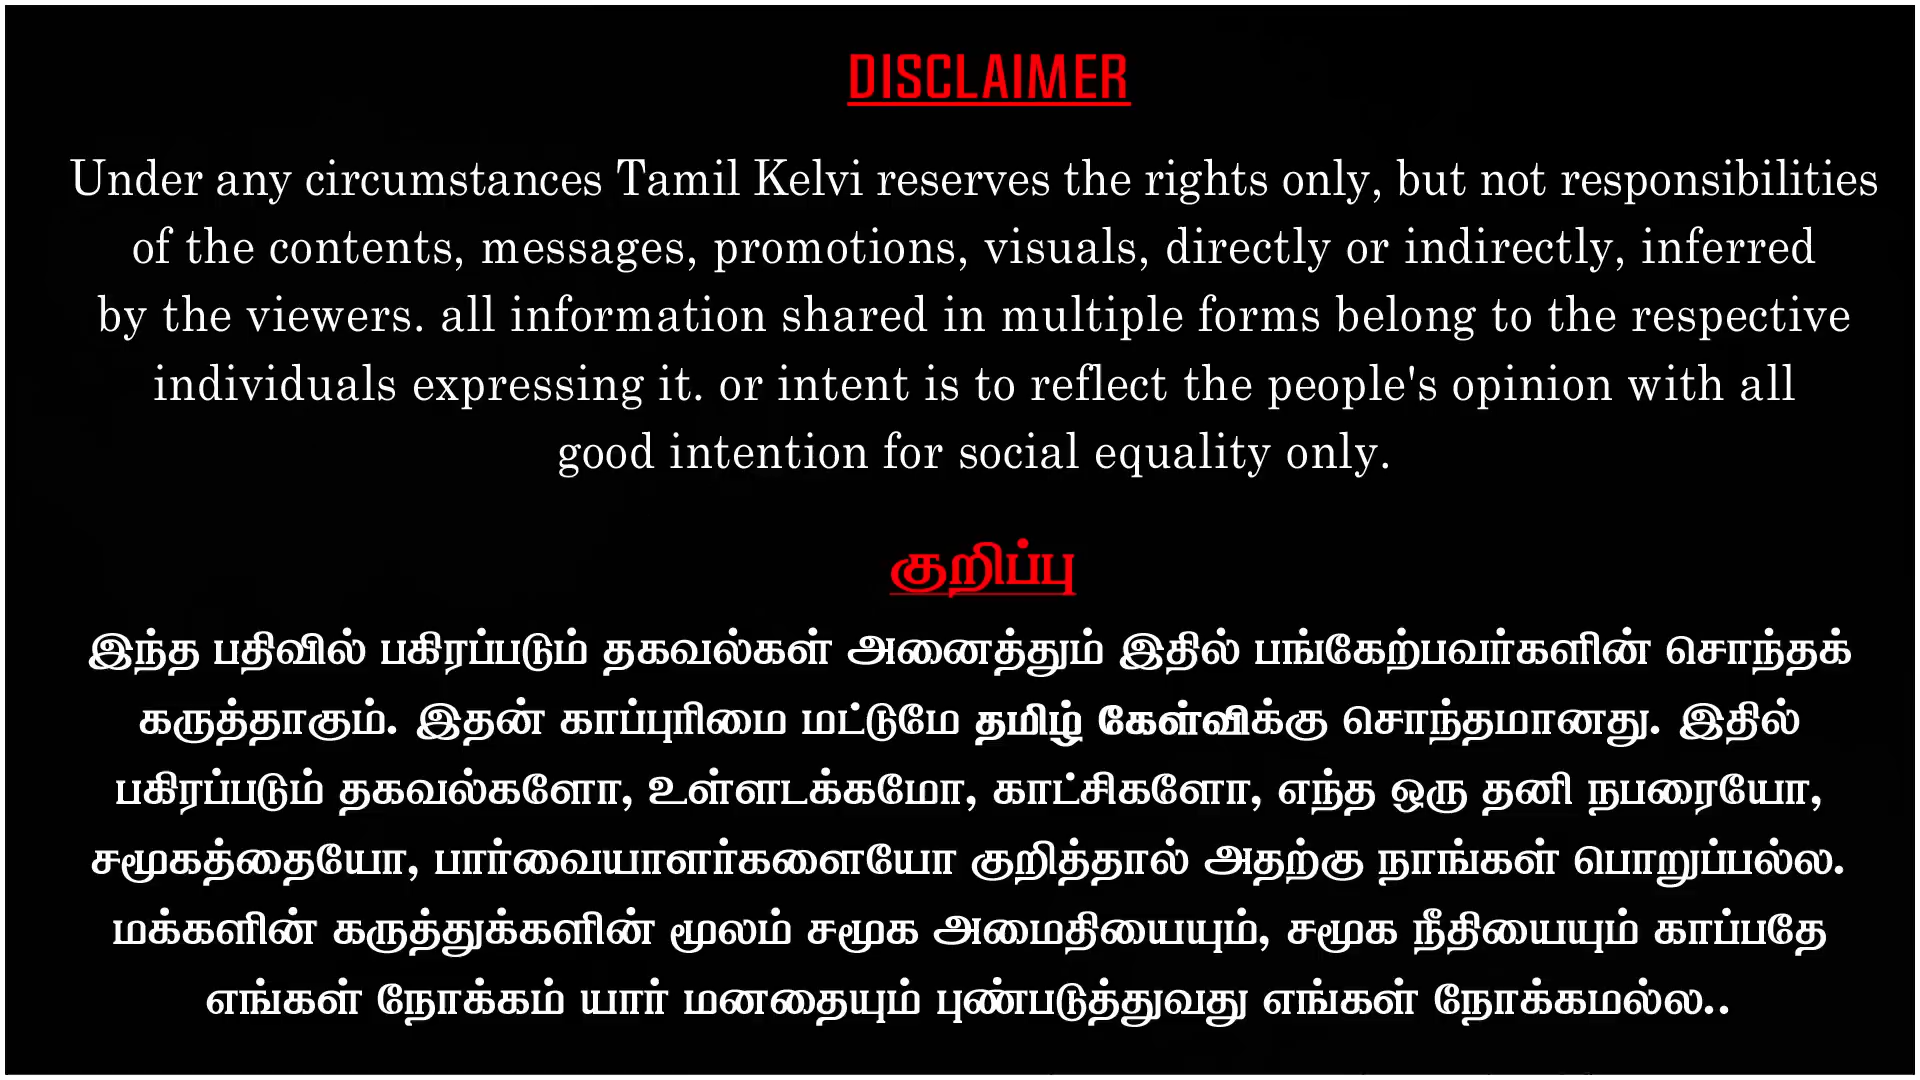 DISCLAIMER
Under any circumstances Tamil Kelvi reserves the rights only, but not responsibilities
of the contents, messages, promotions, visuals, directly or indirectly, inferred
by the viewers. all information shared in multiple forms belong to the respective
individuals expressing it. or intent is to reflect the people's opinion with all
good intention for social equality only.
குறிப்பு
இந்த பதிவில் பகிரப்படும் தகவல்கள் அனைத்தும் இதில் பங்கேற்பவர்களின் சொந்தக்
கருத்தாகும். இதன் காப்புரிமை மட்டுமே தமிழ் கேள்விக்கு சொந்தமானது. இதில்
பகிரப்படும் தகவல்களோ, உள்ளடக்கமோ, காட்சிகளோ, எந்த ஒரு தனி நபரையோ,
சமூகத்தையோ, பார்வையாளர்களையோ குறித்தால் அதற்கு நாங்கள் பொறுப்பல்ல.
மக்களின் கருத்துக்களின் மூலம் சமூக அமைதியையும், சமூக நீதியையும் காப்பதே
எங்கள் நோக்கம் யார் மனதையும் புண்படுத்துவது எங்கள் நோக்கமல்ல..